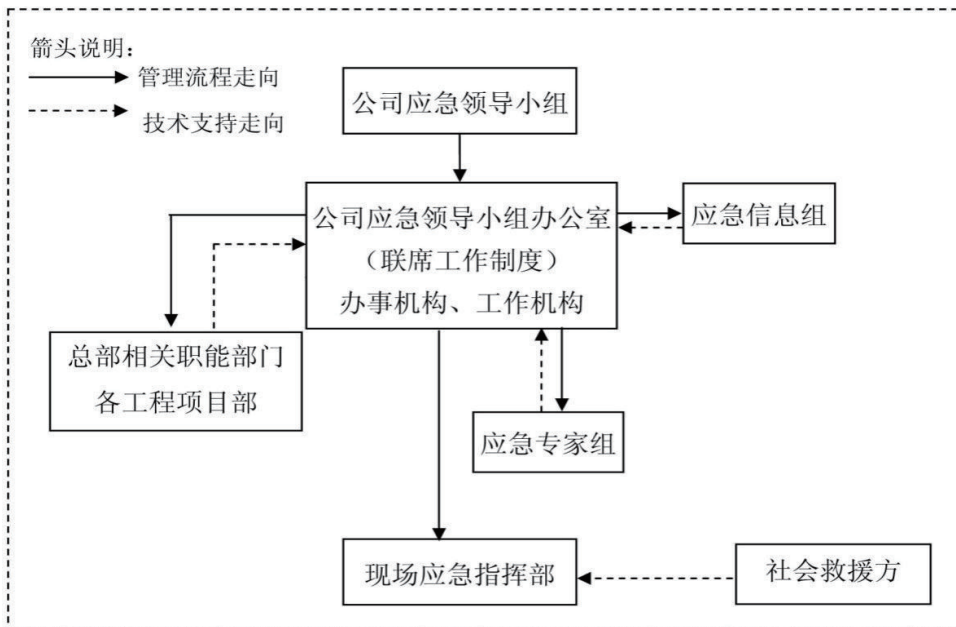 箭头说明：
管理流程走向
技术支持走向
公司应急领导小组
公司应急领导小组办公室
（联席工作制度）
办事机构、工作机构
应急信息组
总部相关职能部门
各工程项目部
应急专家组
现场应急指挥部
社会救援方